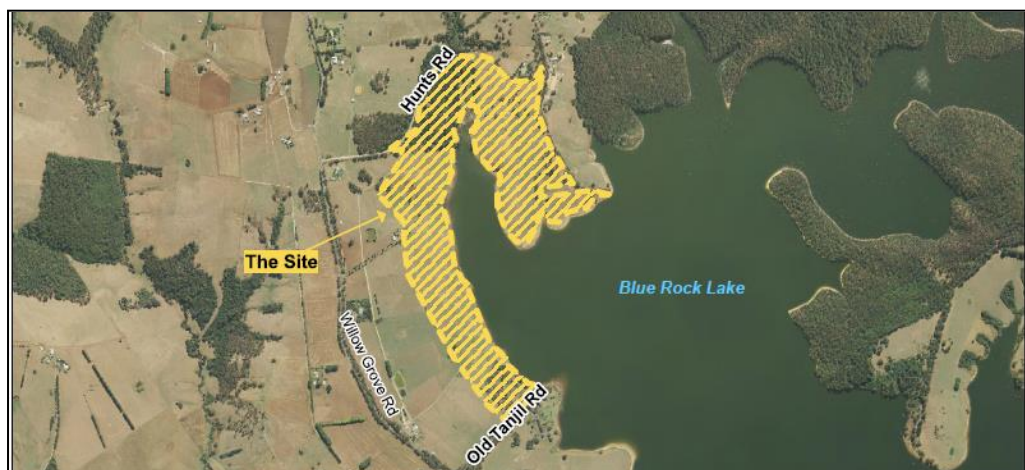 Hunts Rd
The Site
Blue Rock Lake
Willow Grove Rd
Old Tanjil Rd